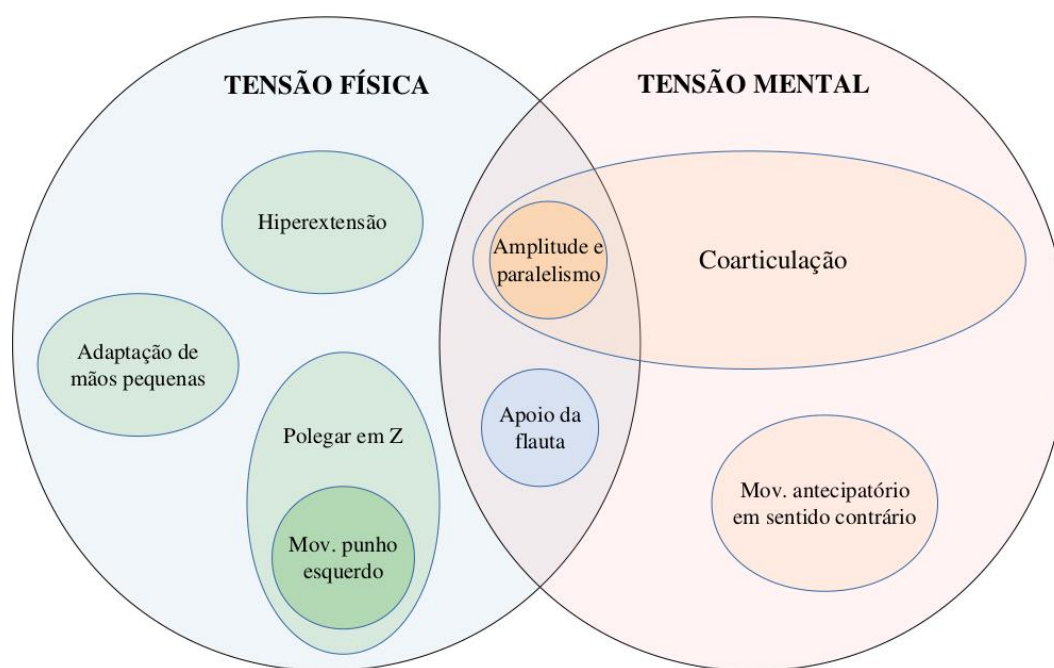 TENSÃO FÍSICA
TENSÃO MENTAL
Hiperextensão
Amplitude e
paralelismo
Coarticulação
Adaptação de
mãos pequenas
Polegar em Z
Apoio da
flauta
Mov. antecipatório
em sentido contrário
Mov. punho
esquerdo